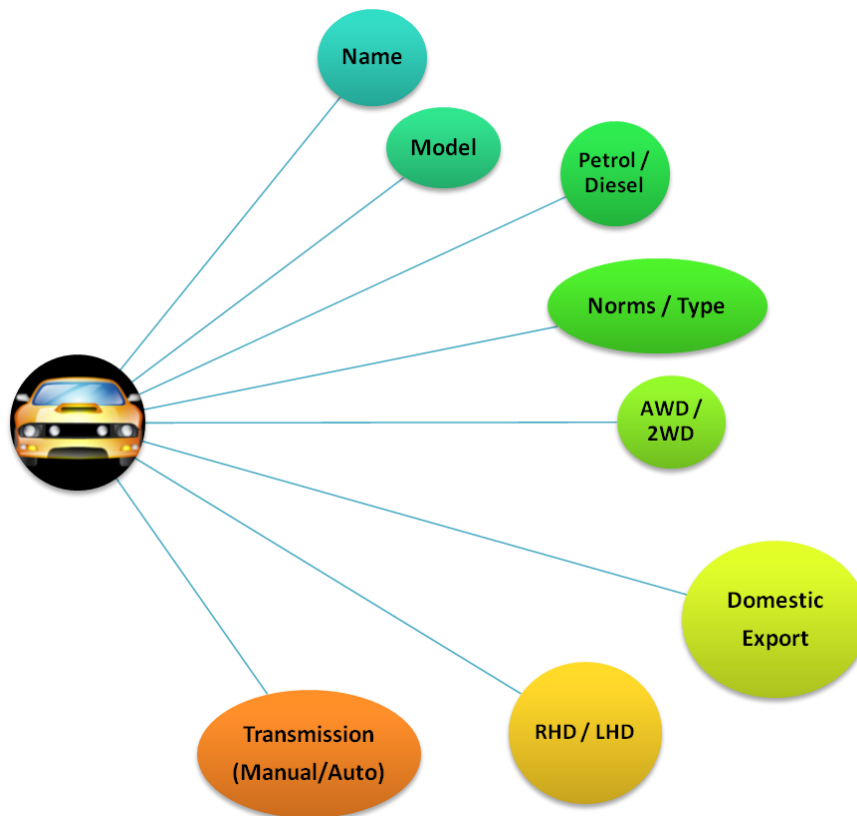 Name
Model
Petrol /
Diesel
Norms / Type
AWD /
2WD
Domestic
Export
RHD / LHD
Transmission
(Manual/Auto)